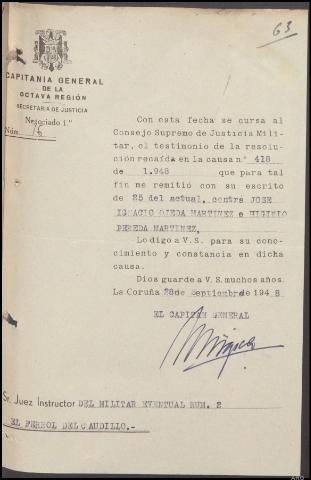 63
CAPITANIA GENERAL
DE LA
OCTAVA REGIÓN
SECRETARIA DE JUSTICIA
Negociado 1.º
Núm.
Con esta fecha se cursa al
Consejo Supremo de Justicia Mili-
tar, el testimonio de la resolu-
ción recaída en la causa nº 418
de 1.948 que para tal
fin me remitió con su escrito
de 25 del actual, contra JOSE
IGNACIO OJEDA MARTINEZ e HIGINIO
PEREDA MARTINEZ,
Lo digo a V.S. para su cono-
cimiento y constancia en dicha
causa.
Dios guarde a V.S. muchos años.
La Coruña 28 de septiembre de 194 8
EL CAPITÁN GENERAL
Sr. Juez Instructor DEL MILITAR EVENTUAL NUM. 2
EL FERROL DEL CAUDILLO.-